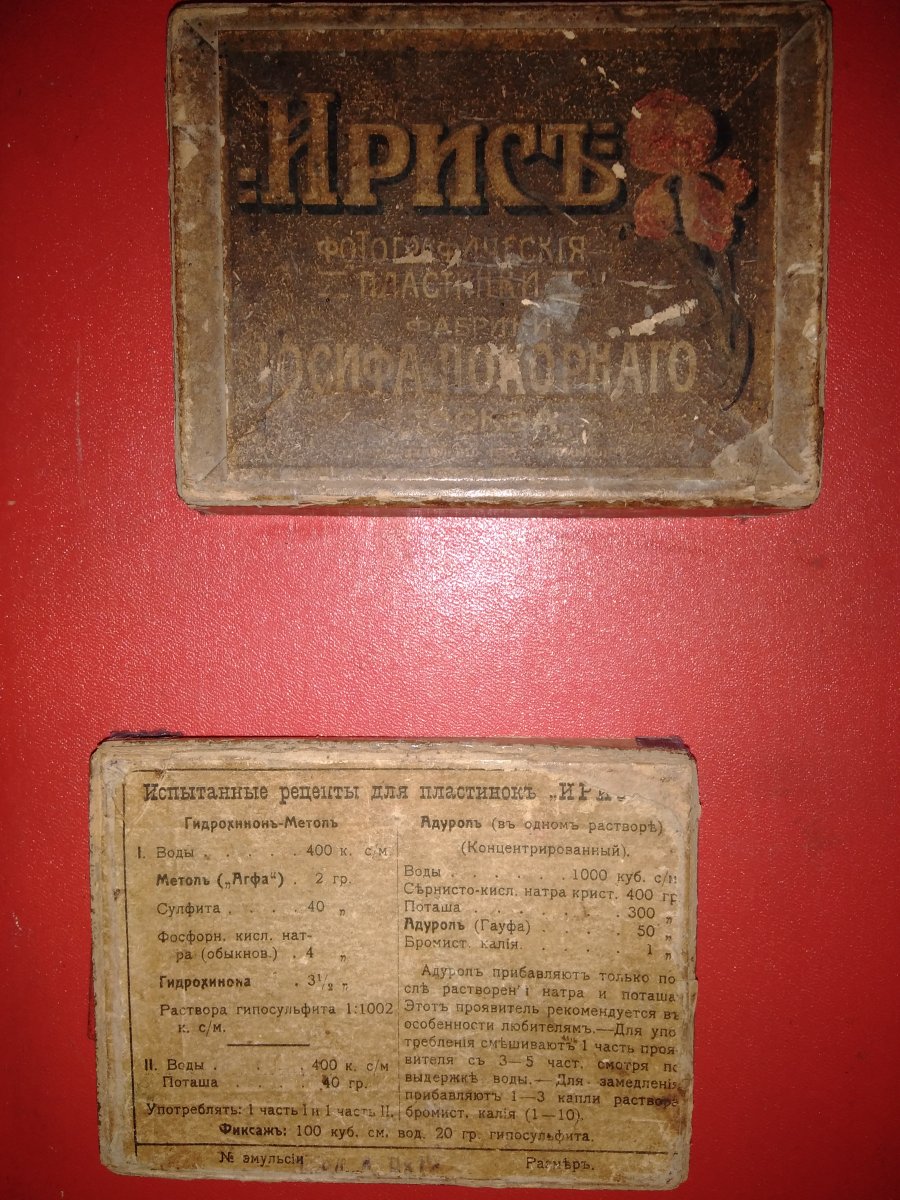 „Ирисъ“
ФОТОГРАФИЧЕСКІЯ
ПЛАСТИНКИ
ФАБРИКИ
ІОСИФА ПОКОРНАГО
МОСКВА
Испытанные рецепты для пластинокъ „ИРИС
Гидрохинонъ-Метолъ
I. Воды . . . . . . 400 к. с/м.
Метолъ („Агфа“) . 2 гр.
Сулфита . . . . 40 „
Фосфорн. кисл. нат-
ра (обыкнов.) . 4 „
Гидрохинона . 3½ „
Раствора гипосульфита 1:100 2
к. с/м.
II. Воды . . . . . 400 к. с/м
Поташа . . . . . 40 гр.
Употреблять: 1 часть I и 1 часть II.
Адуролъ (въ одномъ растворѣ)
(Концентрированный).
Воды . . . . . . 1000 куб. с/м
Сѣрнисто-кисл. натра крист. 400 гр
Поташа . . . . . . . . 300 „
Адуролъ (Гауфа) . . . . . 50 „
Бромист. калія. . . . . . 1 „
Адуролъ прибавляютъ только по
слѣ растворенія натра и поташа
Этотъ проявитель рекомендуется въ
особенности любителямъ.—Для упо
требленія смѣшиваютъ 1 часть проя
вителя съ 3—5 част. смотря по
выдержкѣ воды.—Для замедленія
прибавляютъ 1—3 капли раствора
бромист. калія (1—10).
Фиксажъ: 100 куб. см. вод. 20 гр. гипосульфита.
№ эмульсіи
Размѣръ.